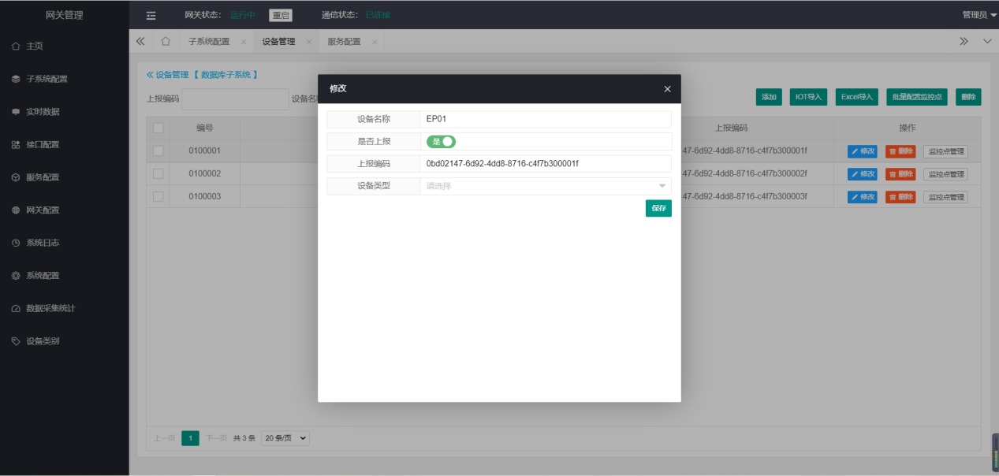 网关管理
网关状态： 运行中 重启 通信状态： 已连接 管理员
主页
子系统配置
实时数据
接口配置
服务配置
网关配置
系统日志
系统配置
数据采集统计
设备类别
子系统配置 × 设备管理 × 服务配置 ×
设备管理 【 数据库子系统 】
上报编码 设备名 添加 IOT导入 Excel导入 批量配置监控点 删除
编号 上报编码 操作
0100001 47-6d92-4dd8-8716-c4f7b300001f 修改 删除 监控点管理
0100002 47-6d92-4dd8-8716-c4f7b300002f 修改 删除 监控点管理
0100003 47-6d92-4dd8-8716-c4f7b300003f 修改 删除 监控点管理
修改
设备名称 EP01
是否上报 是
上报编码 0bd02147-6d92-4dd8-8716-c4f7b300001f
设备类型 请选择
保存
上一页 1 下一页 共 3 条 20 条/页